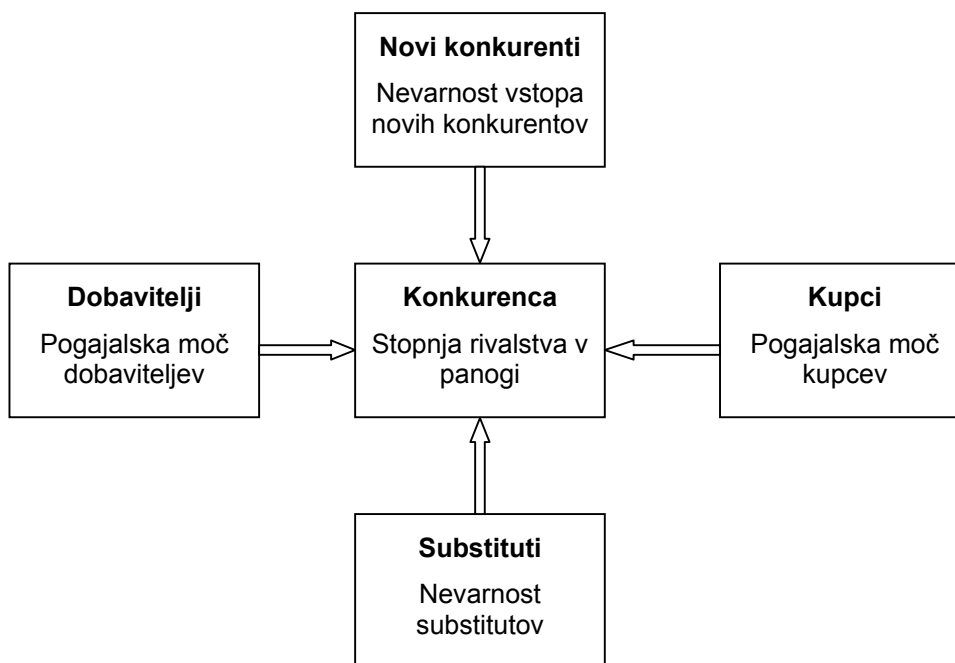 Novi konkurenti
Nevarnost vstopa
novih konkurentov
Dobavitelji
Pogajalska moč
dobaviteljev
Konkurenca
Stopnja rivalstva v
panogi
Kupci
Pogajalska moč
kupcev
Substituti
Nevarnost
substitutov